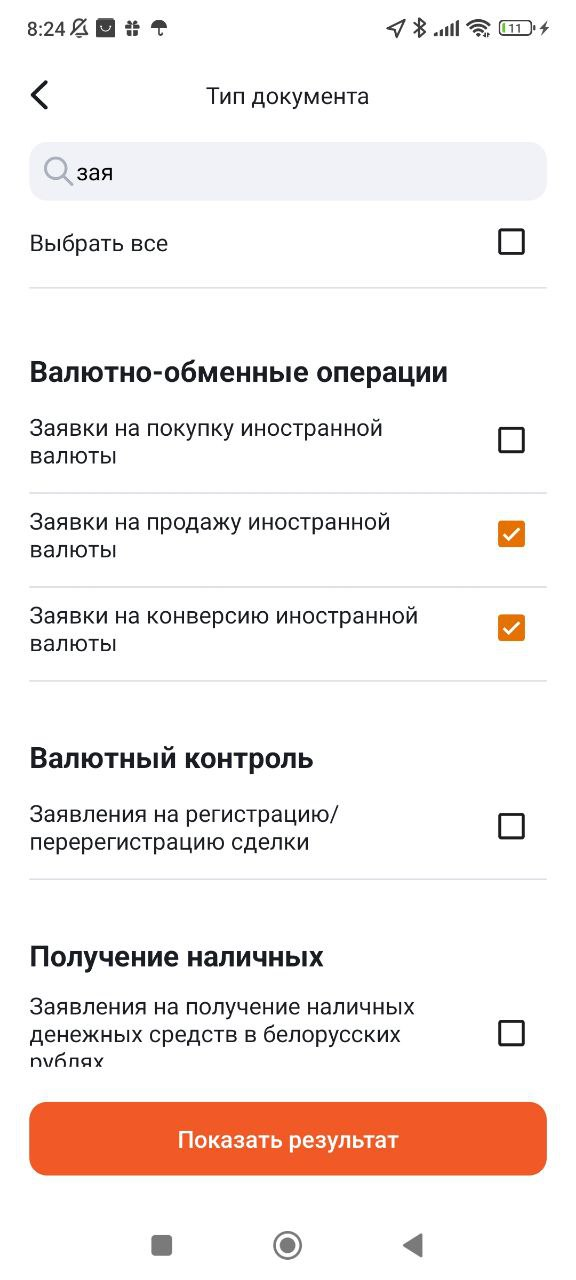 8:24
11
Тип документа
зая
Выбрать все
Валютно-обменные операции
Заявки на покупку иностранной
валюты
Заявки на продажу иностранной
валюты
Заявки на конверсию иностранной
валюты
Валютный контроль
Заявления на регистрацию/
перерегистрацию сделки
Получение наличных
Заявления на получение наличных
денежных средств в белорусских
рублях
Показать результат